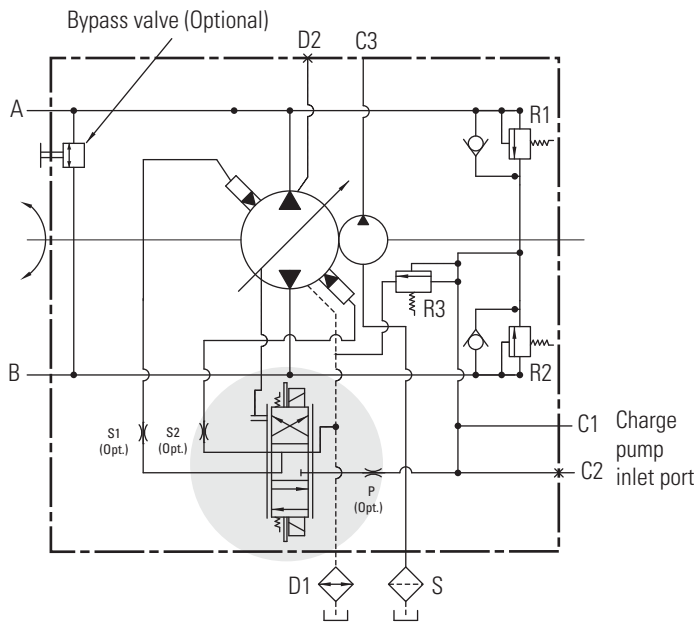 Bypass valve (Optional)
D2
C3
A
R1
R3
B
R2
S1
(Opt.)
S2
(Opt.)
C1
Charge
pump
inlet port
C2
P
(Opt.)
D1
S